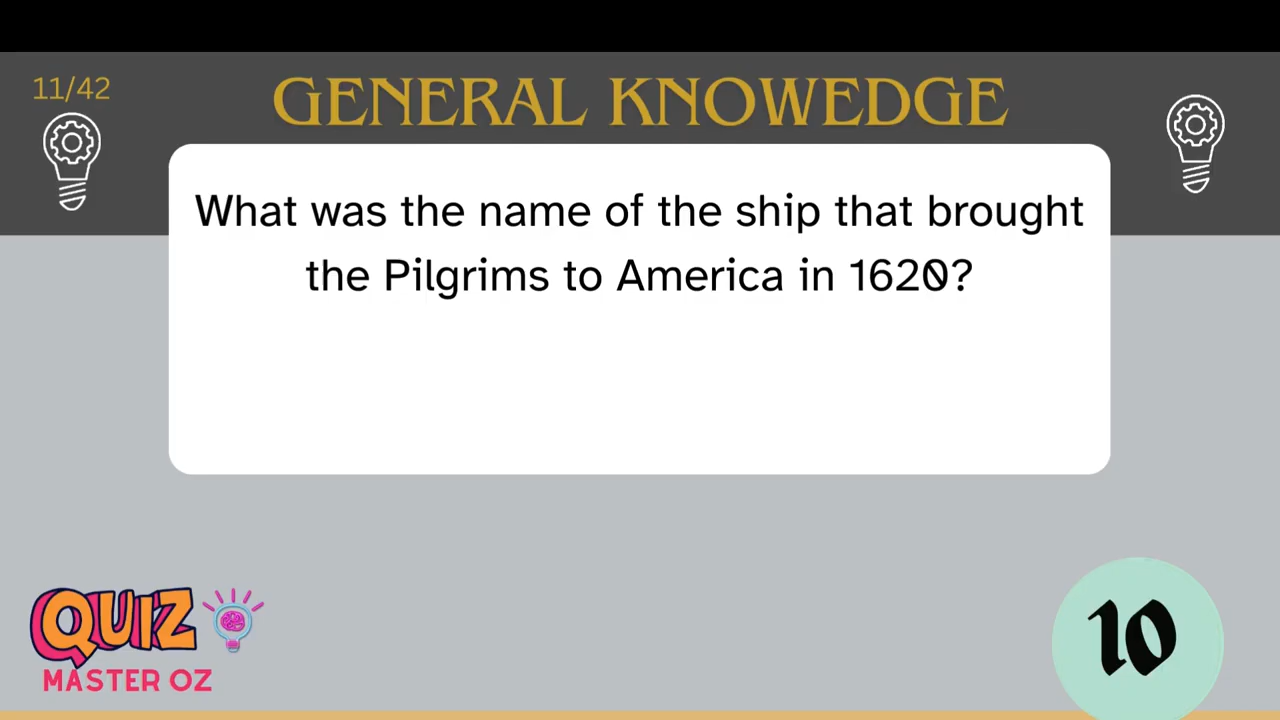 11/42
GENERAL KNOWEDGE
What was the name of the ship that brought
the Pilgrims to America in 1620?
QUIZ
MASTER OZ
10